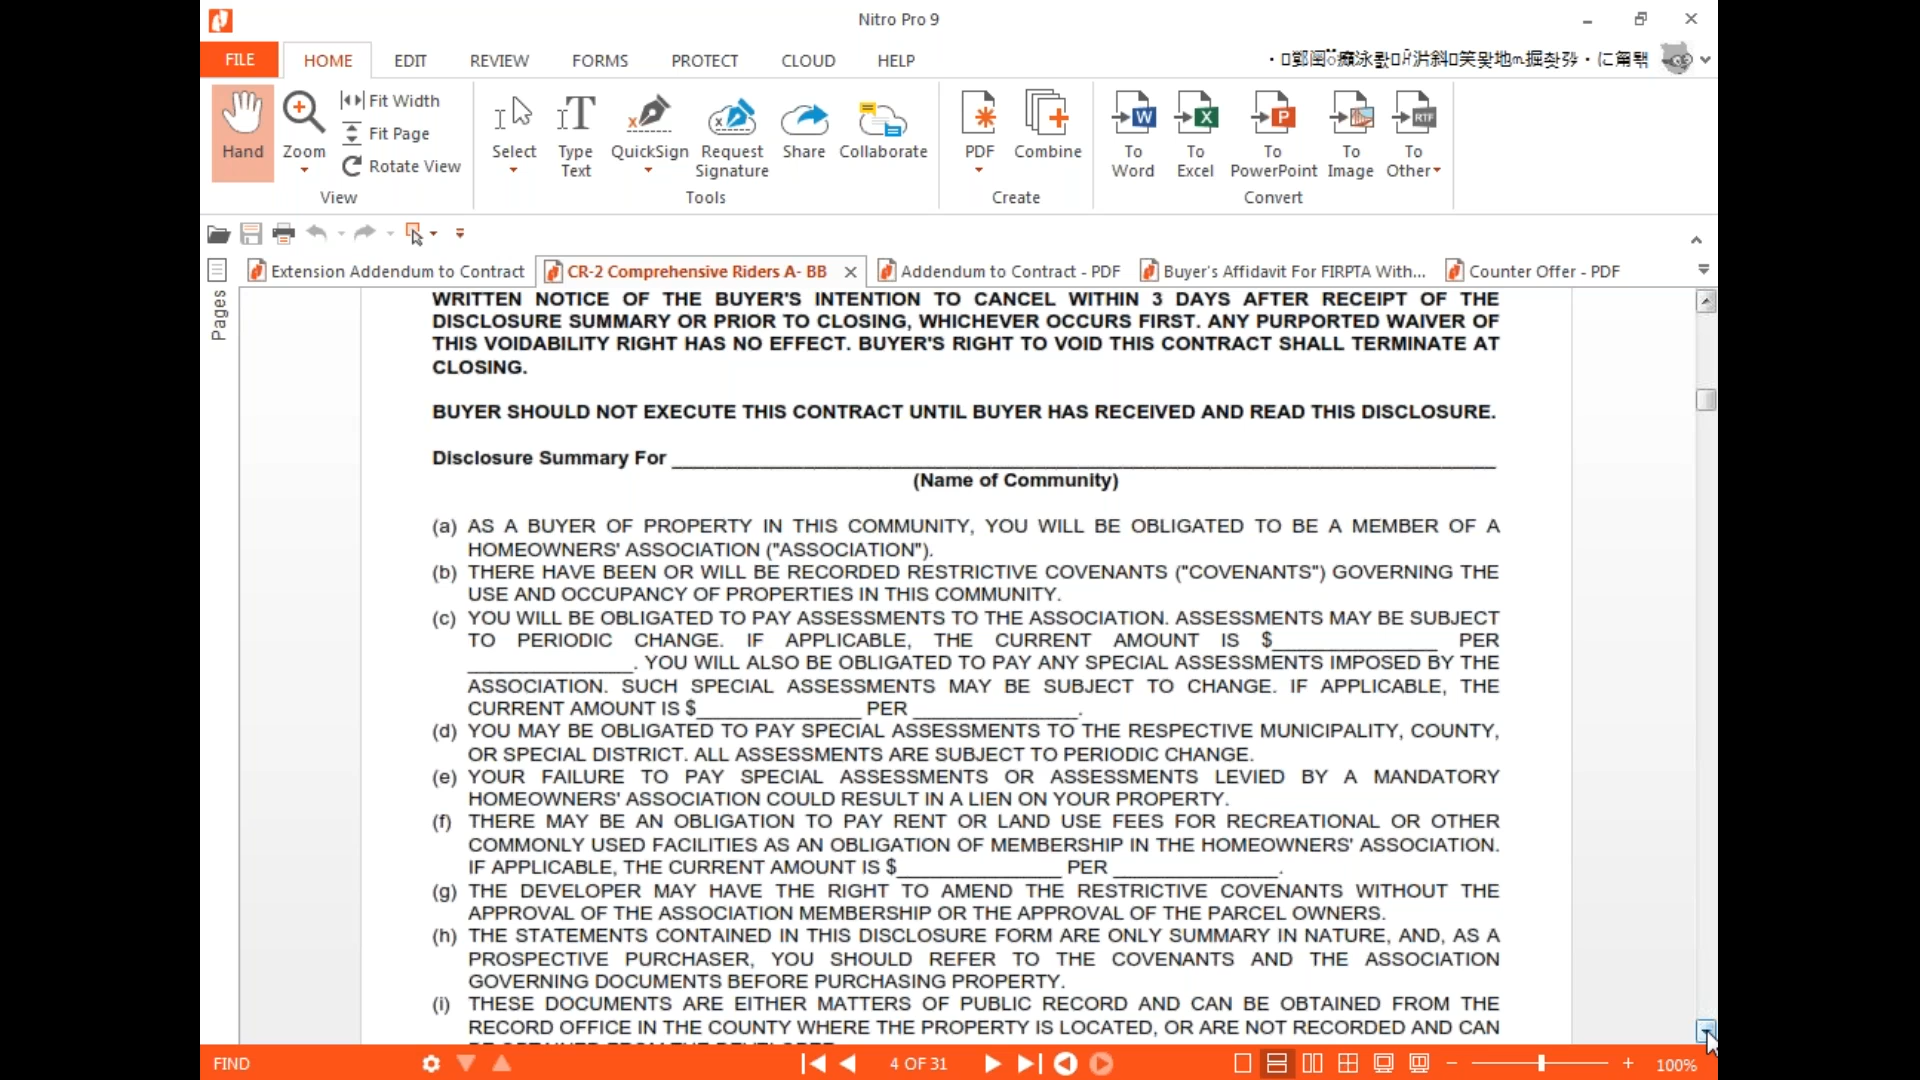 Nitro Pro 9
FILE HOME EDIT REVIEW FORMS PROTECT CLOUD HELP
Hand
Zoom
Fit Width
Fit Page
Rotate View
View
Select
Type Text
QuickSign
Request Signature
Share
Collaborate
Tools
PDF
Combine
Create
To Word
To Excel
To PowerPoint
To Image
To Other
Convert
Extension Addendum to Contract
CR-2 Comprehensive Riders A- BB
Addendum to Contract - PDF
Buyer's Affidavit For FIRPTA With...
Counter Offer - PDF
Pages
WRITTEN NOTICE OF THE BUYER'S INTENTION TO CANCEL WITHIN 3 DAYS AFTER RECEIPT OF THE
DISCLOSURE SUMMARY OR PRIOR TO CLOSING, WHICHEVER OCCURS FIRST. ANY PURPORTED WAIVER OF
THIS VOIDABILITY RIGHT HAS NO EFFECT. BUYER'S RIGHT TO VOID THIS CONTRACT SHALL TERMINATE AT
CLOSING.
BUYER SHOULD NOT EXECUTE THIS CONTRACT UNTIL BUYER HAS RECEIVED AND READ THIS DISCLOSURE.
Disclosure Summary For ____________________
(Name of Community)
(a) AS A BUYER OF PROPERTY IN THIS COMMUNITY, YOU WILL BE OBLIGATED TO BE A MEMBER OF A
HOMEOWNERS' ASSOCIATION ("ASSOCIATION").
(b) THERE HAVE BEEN OR WILL BE RECORDED RESTRICTIVE COVENANTS ("COVENANTS") GOVERNING THE
USE AND OCCUPANCY OF PROPERTIES IN THIS COMMUNITY.
(c) YOU WILL BE OBLIGATED TO PAY ASSESSMENTS TO THE ASSOCIATION. ASSESSMENTS MAY BE SUBJECT
TO PERIODIC CHANGE. IF APPLICABLE, THE CURRENT AMOUNT IS $_______________ PER
_______________. YOU WILL ALSO BE OBLIGATED TO PAY ANY SPECIAL ASSESSMENTS IMPOSED BY THE
ASSOCIATION. SUCH SPECIAL ASSESSMENTS MAY BE SUBJECT TO CHANGE. IF APPLICABLE, THE
CURRENT AMOUNT IS $_______________ PER _______________.
(d) YOU MAY BE OBLIGATED TO PAY SPECIAL ASSESSMENTS TO THE RESPECTIVE MUNICIPALITY, COUNTY,
OR SPECIAL DISTRICT. ALL ASSESSMENTS ARE SUBJECT TO PERIODIC CHANGE.
(e) YOUR FAILURE TO PAY SPECIAL ASSESSMENTS OR ASSESSMENTS LEVIED BY A MANDATORY
HOMEOWNERS' ASSOCIATION COULD RESULT IN A LIEN ON YOUR PROPERTY.
(f) THERE MAY BE AN OBLIGATION TO PAY RENT OR LAND USE FEES FOR RECREATIONAL OR OTHER
COMMONLY USED FACILITIES AS AN OBLIGATION OF MEMBERSHIP IN THE HOMEOWNERS' ASSOCIATION.
IF APPLICABLE, THE CURRENT AMOUNT IS $_______________ PER _______________.
(g) THE DEVELOPER MAY HAVE THE RIGHT TO AMEND THE RESTRICTIVE COVENANTS WITHOUT THE
APPROVAL OF THE ASSOCIATION MEMBERSHIP OR THE APPROVAL OF THE PARCEL OWNERS.
(h) THE STATEMENTS CONTAINED IN THIS DISCLOSURE FORM ARE ONLY SUMMARY IN NATURE, AND, AS A
PROSPECTIVE PURCHASER, YOU SHOULD REFER TO THE COVENANTS AND THE ASSOCIATION
GOVERNING DOCUMENTS BEFORE PURCHASING PROPERTY.
(i) THESE DOCUMENTS ARE EITHER MATTERS OF PUBLIC RECORD AND CAN BE OBTAINED FROM THE
RECORD OFFICE IN THE COUNTY WHERE THE PROPERTY IS LOCATED, OR ARE NOT RECORDED AND CAN
FIND
4 OF 31
100%